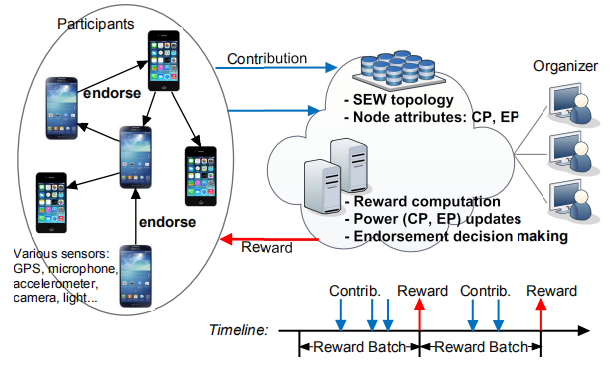 Participants
endorse
endorse
Various sensors:
GPS, microphone,
accelerometer,
camera, light...
Contribution
Reward
- SEW topology
- Node attributes: CP, EP
- Reward computation
- Power (CP, EP) updates
- Endorsement decision making
Organizer
Contrib. Reward Contrib. Reward
Timeline:
Reward Batch Reward Batch